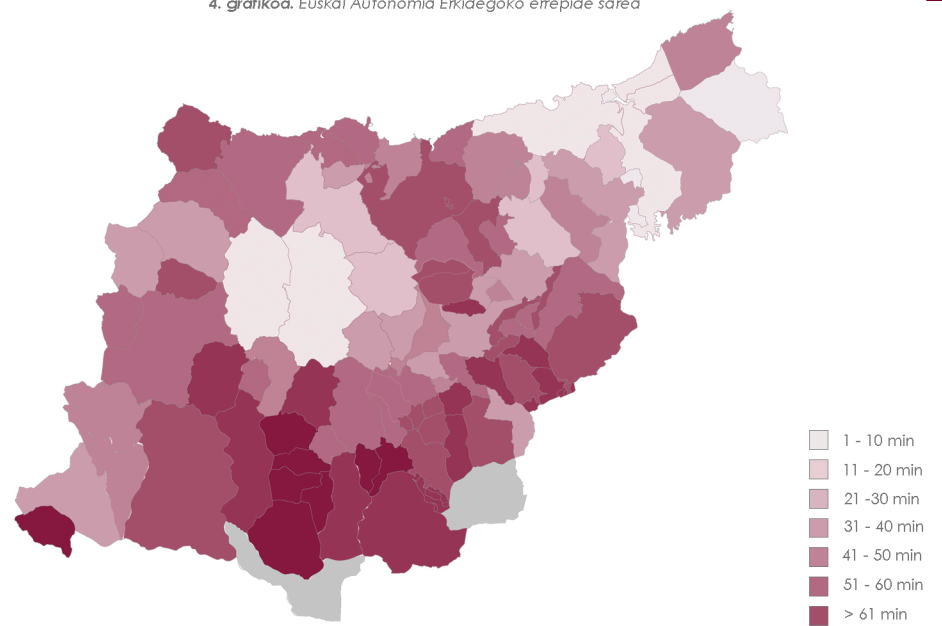 4. grafikoa. Euskal Autonomia Erkidegoko errepide sarea
1 - 10 min
11 - 20 min
21 -30 min
31 - 40 min
41 - 50 min
51 - 60 min
> 61 min